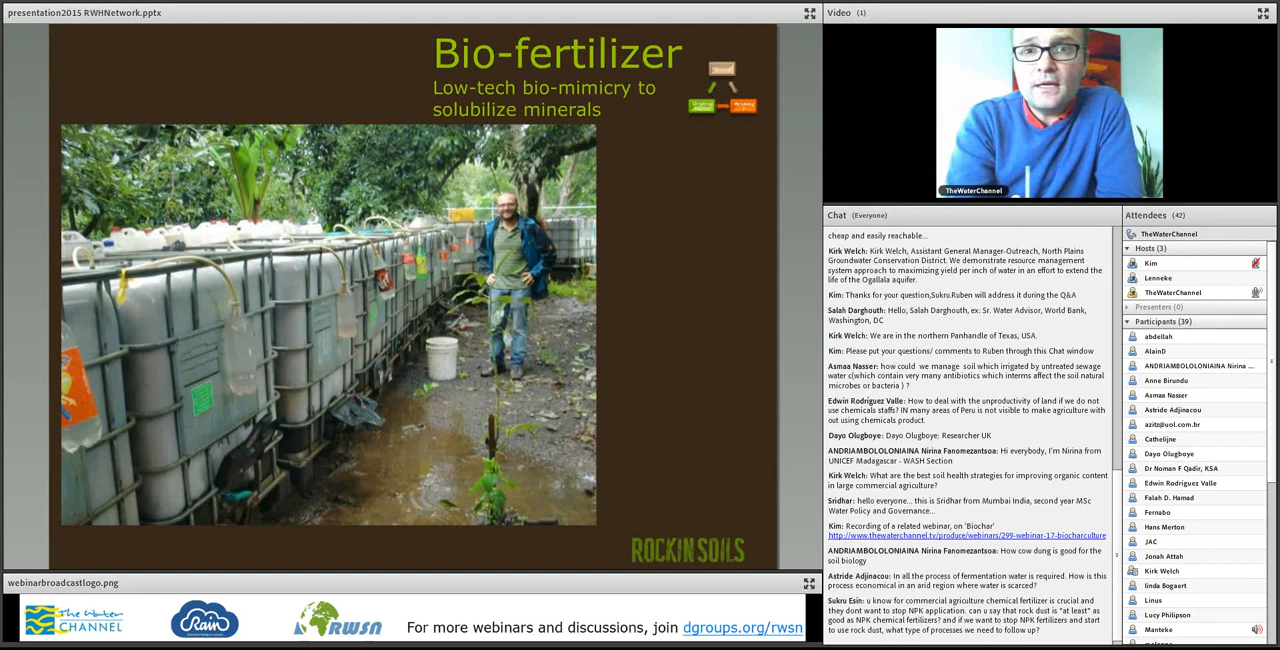 presentation2015 RWHNetwork.pptx
Bio-fertilizer
Low-tech bio-mimicry to
solubilize minerals
ROCKIN SOILS
webinarbroadcastlogo.png
the Water
CHANNEL
Rain
RWSN
For more webinars and discussions, join dgroups.org/rwsn
Video (1)
TheWaterChannel
Chat (Everyone)
cheap and easily reachable...
Kirk Welch: Kirk Welch, Assistant General Manager-Outreach, North Plains
Groundwater Conservation District. We demonstrate resource management
system approach to maximizing yield per inch of water in an effort to extend the
life of the Ogallala aquifer.
Kim: Thanks for your question,Sukru.Ruben will address it during the Q&A
Salah Darghouth: Hello, Salah Darghouth, ex: Sr. Water Advisor, World Bank,
Washington, DC
Kirk Welch: We are in the northern Panhandle of Texas, USA.
Kim: Please put your questions/ comments to Ruben through this Chat window
Asmaa Nasser: how could we manage soil which irrigated by untreated sewage
water c(which contain very many antibiotics which interms affect the soil natural
microbes or bacteria ) ?
Edwin Rodríguez Valle: How to deal with the unproductivity of land if we do not
use chemicals staffs? IN many areas of Peru is not visible to make agriculture with
out using chemicals product.
Dayo Olugboye: Dayo Olugboye: Researcher UK
ANDRIAMBOLOLONIAINA Nirina Fanomezantsoa: Hi everybody, I'm Nirina from
UNICEF Madagascar - WASH Section
Kirk Welch: What are the best soil health strategies for improving organic content
in large commercial agriculture?
Sridhar: hello everyone... this is Sridhar from Mumbai India, second year MSc
Water Policy and Governance...
Kim: Recording of a related webinar, on 'Biochar'
http://www.thewaterchannel.tv/produce/webinars/299-webinar-17-biocharculture
ANDRIAMBOLOLONIAINA Nirina Fanomezantsoa: How cow dung is good for the
soil biology
Astride Adjinacou: In all the process of fermentation water is required. How is this
process economical in an arid region where water is scarced?
Sukru Esin: u know for commercial agriculture chemical fertilizer is crucial and
they dont want to stop NPK application. can u say that rock dust is "at least" as
good as NPK chemical fertilizers? and if we want to stop NPK fertilizers and start
to use rock dust, what type of processes we need to follow up?
Attendees (42)
TheWaterChannel
Hosts (3)
Kim
Lenneke
TheWaterChannel
Presenters (0)
Participants (39)
abdellah
AlainD
ANDRIAMBOLOLONIAINA Nirina ...
Anne Birundu
Asmaa Nasser
Astride Adjinacou
azitz@uol.com.br
Cathelijne
Dayo Olugboye
Dr Noman F Qadir, KSA
Edwin Rodríguez Valle
Falah D. Hamad
Fernabo
Hans Merton
JAC
Jonah Attah
Kirk Welch
linda Bogaert
Linus
Lucy Philipson
Manteke